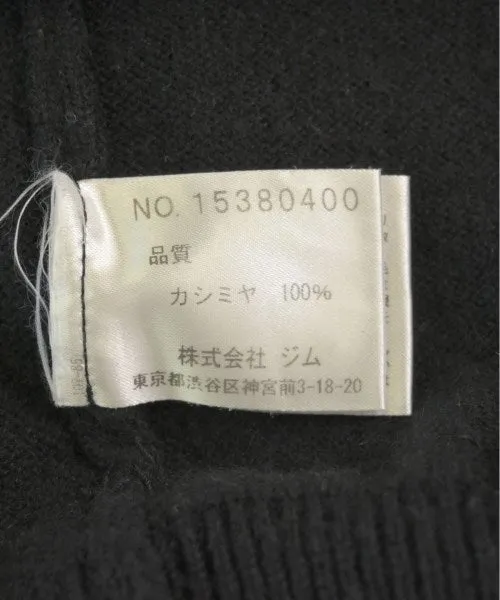 NO. 15380400
品質
カシミヤ 100%
株式会社 ジム
東京都渋谷区神宮前3-18-20